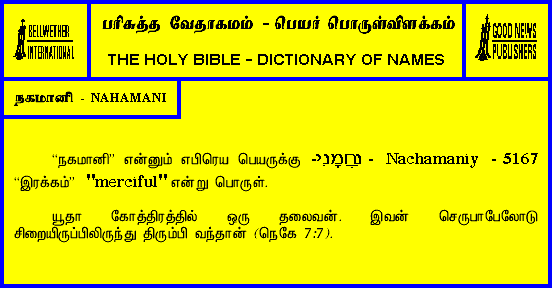 BELLWETHER
INTERNATIONAL
பரிசுத்த வேதாகமம் - பெயர் பொருள்விளக்கம்
THE HOLY BIBLE - DICTIONARY OF NAMES
GOOD NEWS
PUBLISHERS
நகமானி - NAHAMANI
“நகமானி” என்னும் எபிரெய பெயருக்கு -נַחֲמָנִי - Nachamaniy - 5167
“இரக்கம்” "merciful" என்று பொருள்.
யூதா கோத்திரத்தில் ஒரு தலைவன். இவன் செருபாபேலோடு
சிறையிருப்பிலிருந்து திரும்பி வந்தான் (நெகே 7:7).